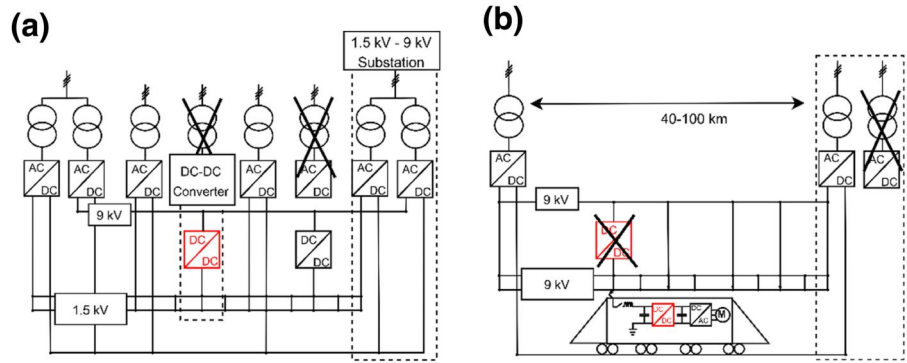 (a)
1.5 kV - 9 kV
Substation
AC
DC
AC
DC
AC
DC
DC-DC
Converter
AC
DC
AC
DC
AC
DC
AC
DC
9 kV
DC
DC
DC
DC
1.5 kV
(b)
40-100 km
AC
DC
AC
DC
AC
DC
9 kV
DC
DC
9 kV
DC
DC
DC
AC
M